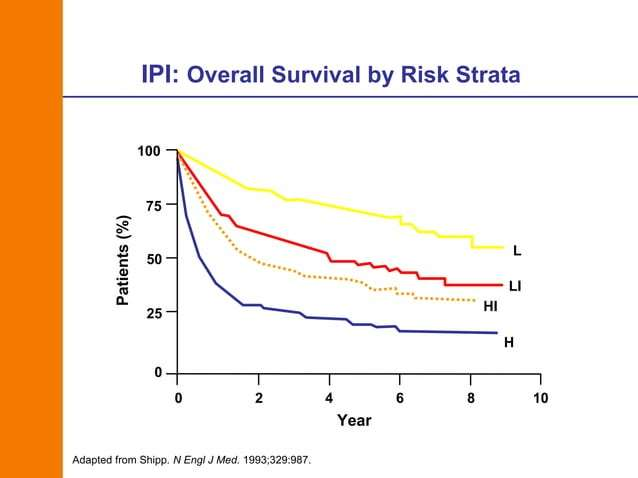 IPI: Overall Survival by Risk Strata
100
75
50
25
0
Patients (%)
L
LI
HI
H
0 2 4 6 8 10
Year
Adapted from Shipp. N Engl J Med. 1993;329:987.